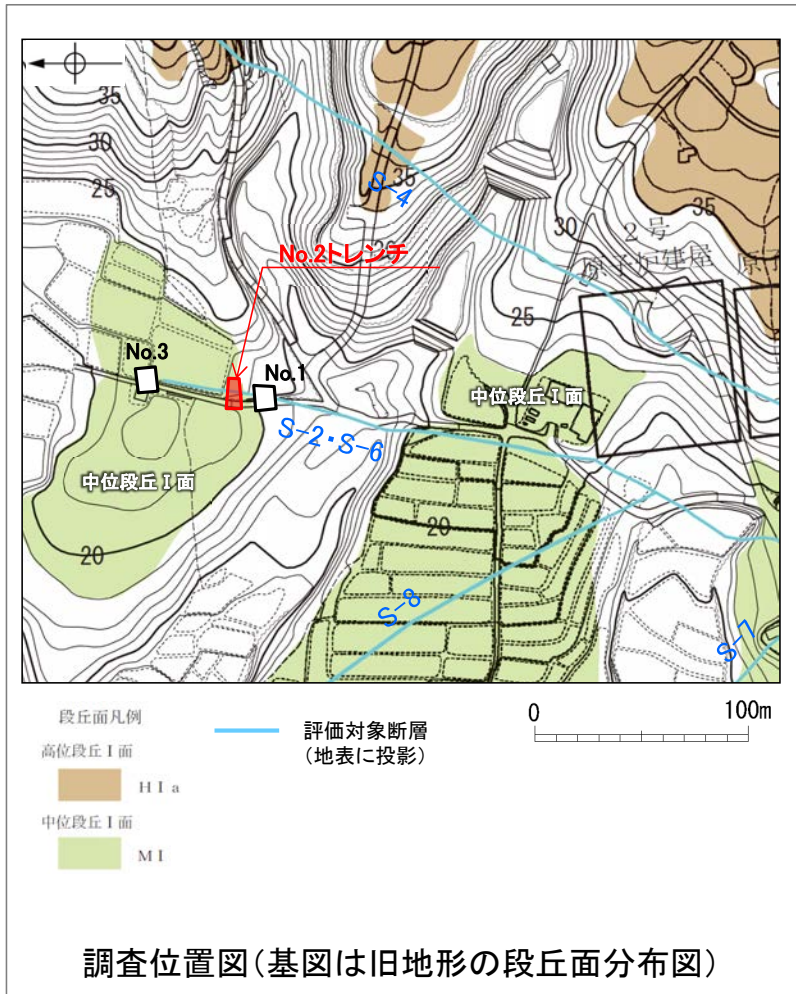 35
30
25
S-4
35
30
No.2トレンチ
30
25
35
2号
原子炉建屋
原子
No.3
No.1
中位段丘Ⅰ面
S-2・S-6
中位段丘Ⅰ面
20
20
S-8
S-7
段丘面凡例
高位段丘Ⅰ面
HⅠa
中位段丘Ⅰ面
MⅠ
評価対象断層
(地表に投影)
0 100m
調査位置図(基図は旧地形の段丘面分布図)